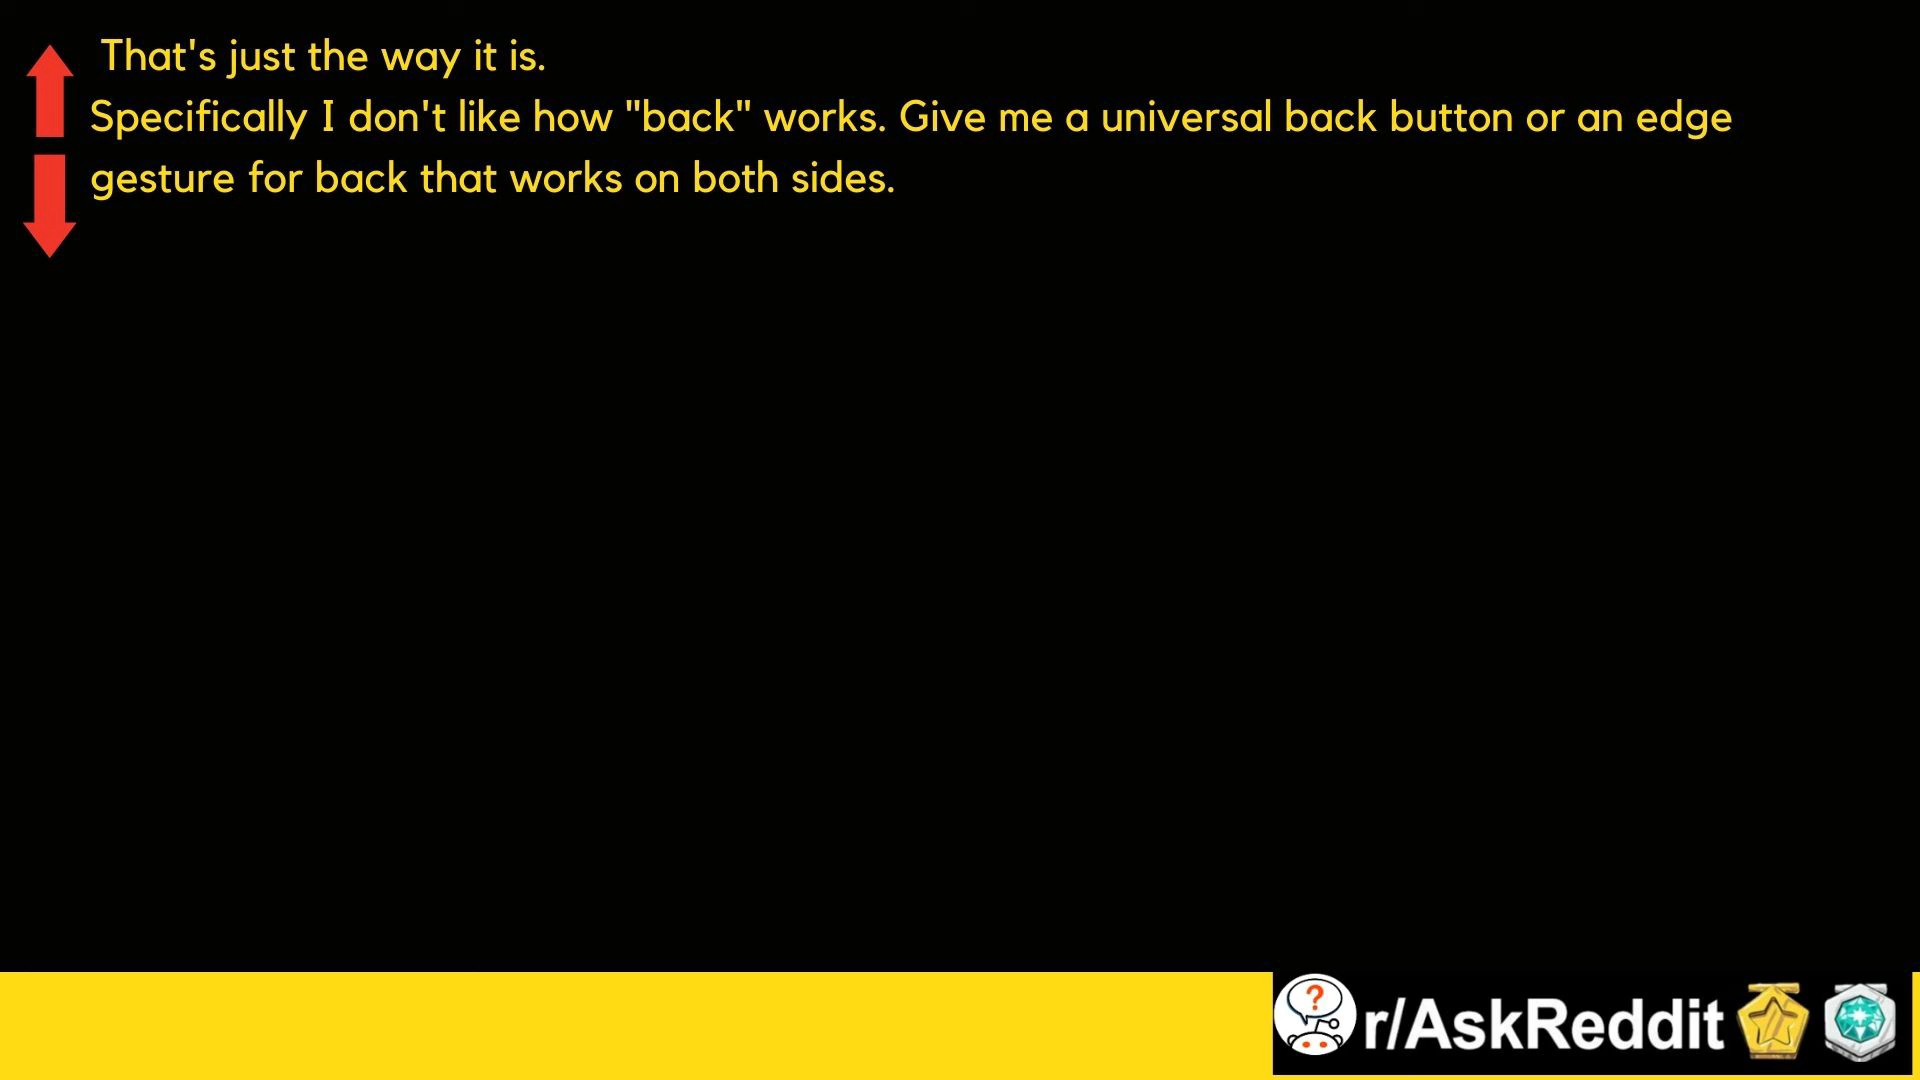 That's just the way it is.
Specifically I don't like how "back" works. Give me a universal back button or an edge
gesture for back that works on both sides.
?
r/AskReddit